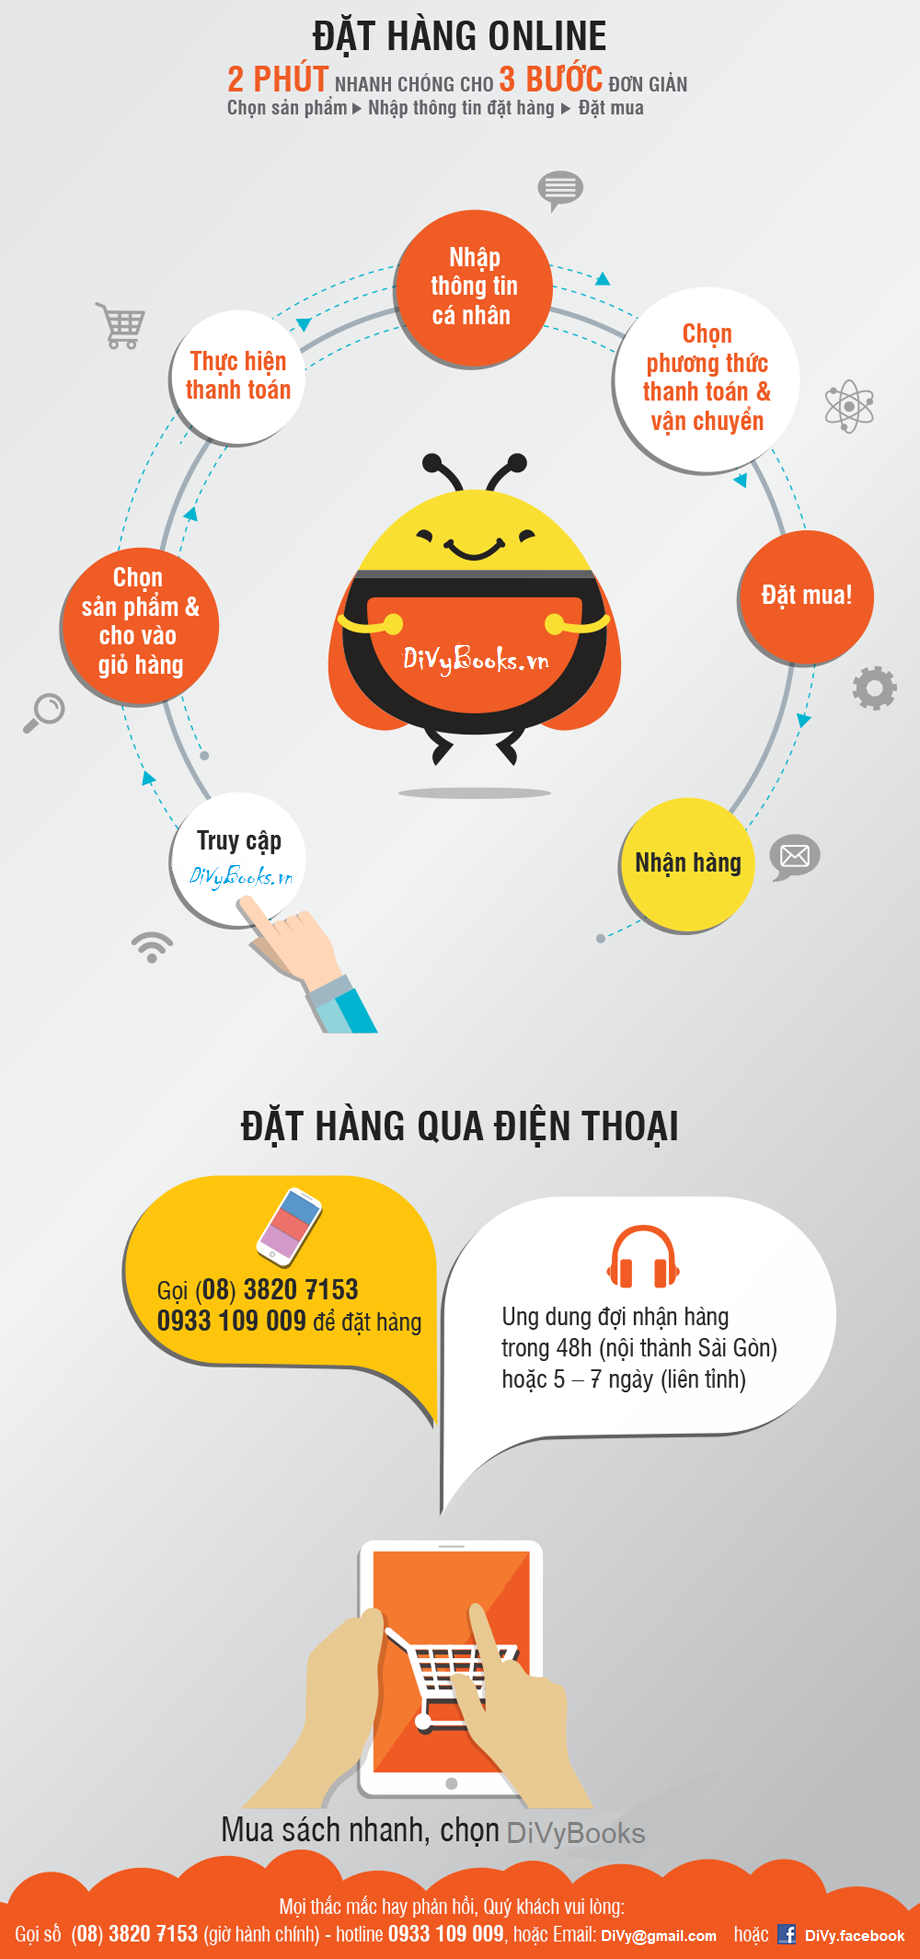 ĐẶT HÀNG ONLINE
2 PHÚT NHANH CHÓNG CHO 3 BƯỚC ĐƠN GIẢN
Chọn sản phẩm ▸ Nhập thông tin đặt hàng ▸ Đặt mua
Truy cập
DiVyBooks.vn
Chọn
sản phẩm &
cho vào
giỏ hàng
Thực hiện
thanh toán
Nhập
thông tin
cá nhân
Chọn
phương thức
thanh toán &
vận chuyển
Đặt mua!
Nhận hàng
DiVyBooks.vn
ĐẶT HÀNG QUA ĐIỆN THOẠI
Gọi (08) 3820 7153
0933 109 009 để đặt hàng
Ung dung đợi nhận hàng
trong 48h (nội thành Sài Gòn)
hoặc 5 – 7 ngày (liên tỉnh)
Mua sách nhanh, chọn DiVyBooks
Mọi thắc mắc hay phản hồi, Quý khách vui lòng:
Gọi số (08) 3820 7153 (giờ hành chính) - hotline 0933 109 009, hoặc Email: DiVy@gmail.com hoặc f DiVy.facebook